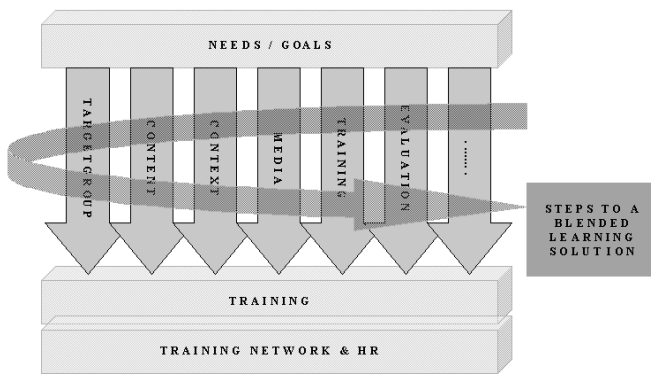 NEEDS / GOALS
TARGETGROUP
CONTENT
CONTEXT
MEDIA
TRAINING
EVALUATION
.......
STEPS TO A
BLENDED
LEARNING
SOLUTION
TRAINING
TRAINING NETWORK & HR